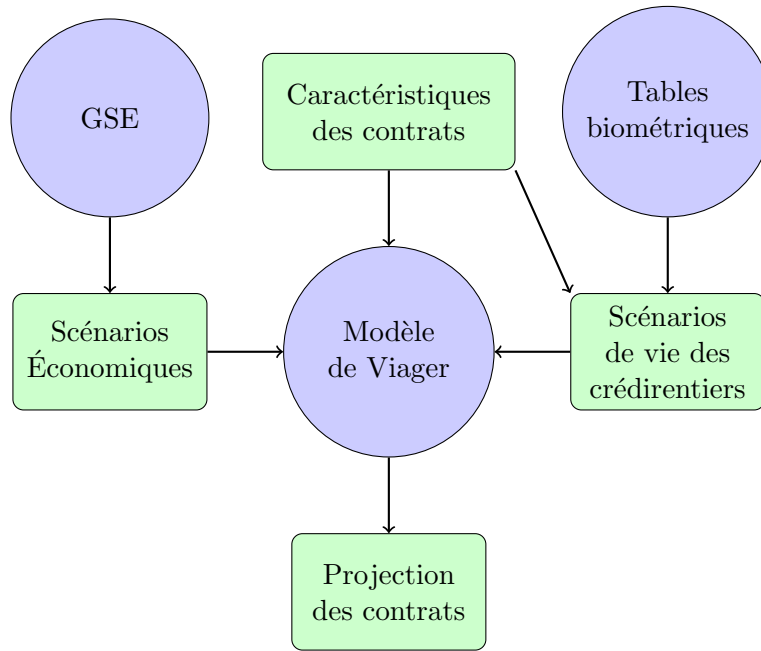 GSE
Caractéristiques
des contrats
Tables
biométriques
Scénarios
Économiques
Modèle
de Viager
Scénarios
de vie des
crédirentiers
Projection
des contrats